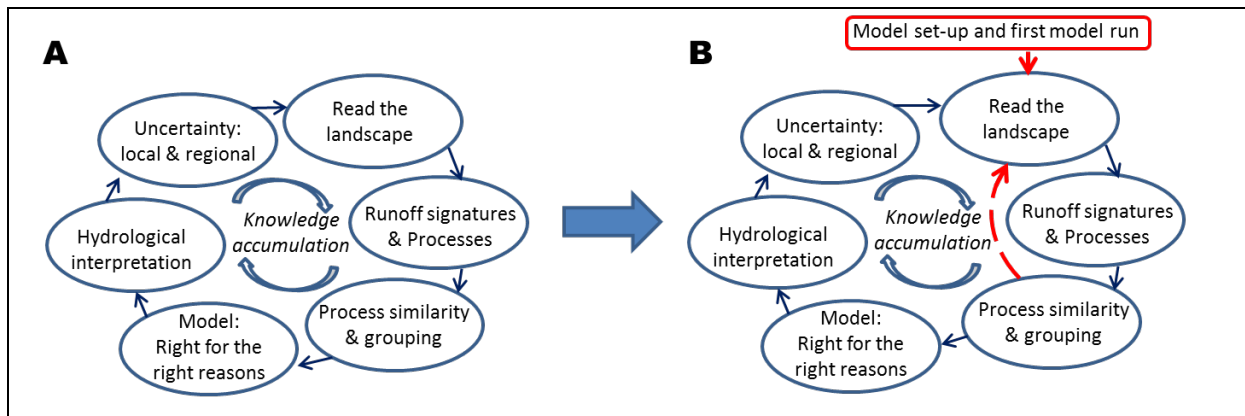 A
Read the
landscape
Runoff signatures
& Processes
Process similarity
& grouping
Model:
Right for the
right reasons
Hydrological
interpretation
Uncertainty:
local & regional
Knowledge
accumulation
B
Model set-up and first model run
Read the
landscape
Runoff signatures
& Processes
Process similarity
& grouping
Model:
Right for the
right reasons
Hydrological
interpretation
Uncertainty:
local & regional
Knowledge
accumulation